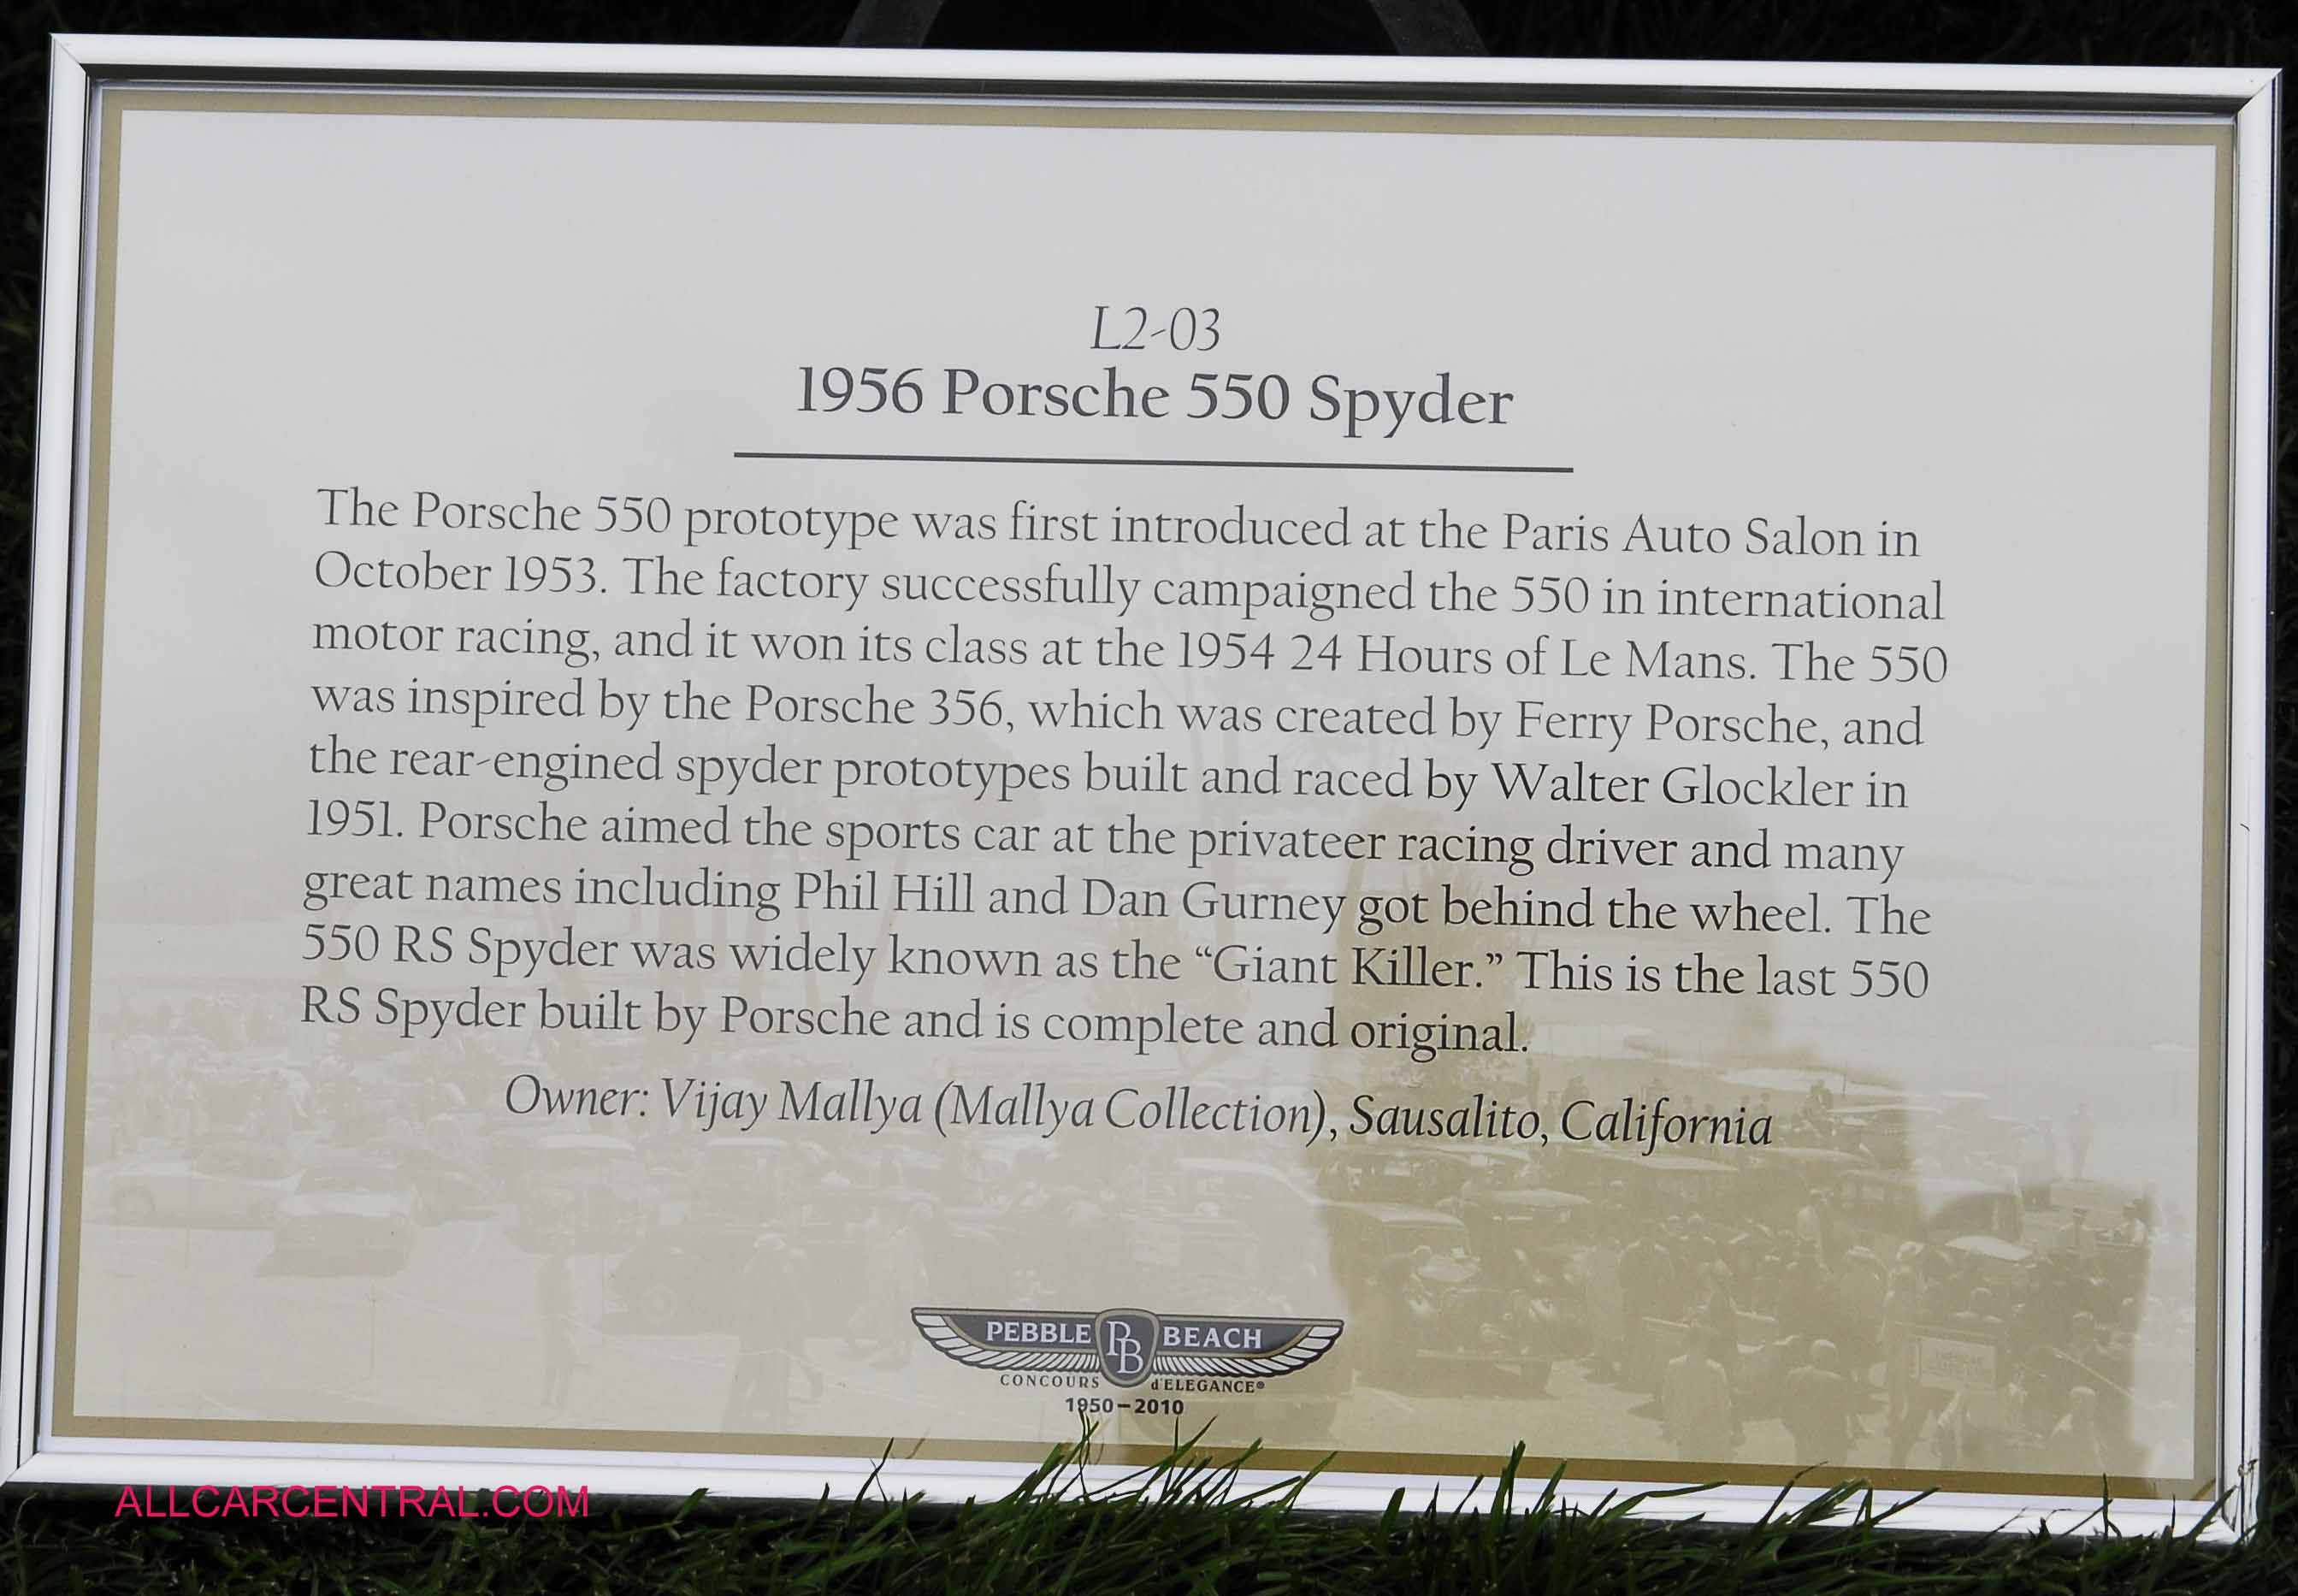 L2-03
1956 Porsche 550 Spyder
The Porsche 550 prototype was first introduced at the Paris Auto Salon in
October 1953. The factory successfully campaigned the 550 in international
motor racing, and it won its class at the 1954 24 Hours of Le Mans. The 550
was inspired by the Porsche 356, which was created by Ferry Porsche, and
the rear-engined spyder prototypes built and raced by Walter Glockler in
1951. Porsche aimed the sports car at the privateer racing driver and many
great names including Phil Hill and Dan Gurney got behind the wheel. The
550 RS Spyder was widely known as the “Giant Killer.” This is the last 550
RS Spyder built by Porsche and is complete and original.
Owner: Vijay Mallya (Mallya Collection), Sausalito, California
PEBBLE PB BEACH
CONCOURS d'ELEGANCE®
1950–2010
ALLCARCENTRAL.COM